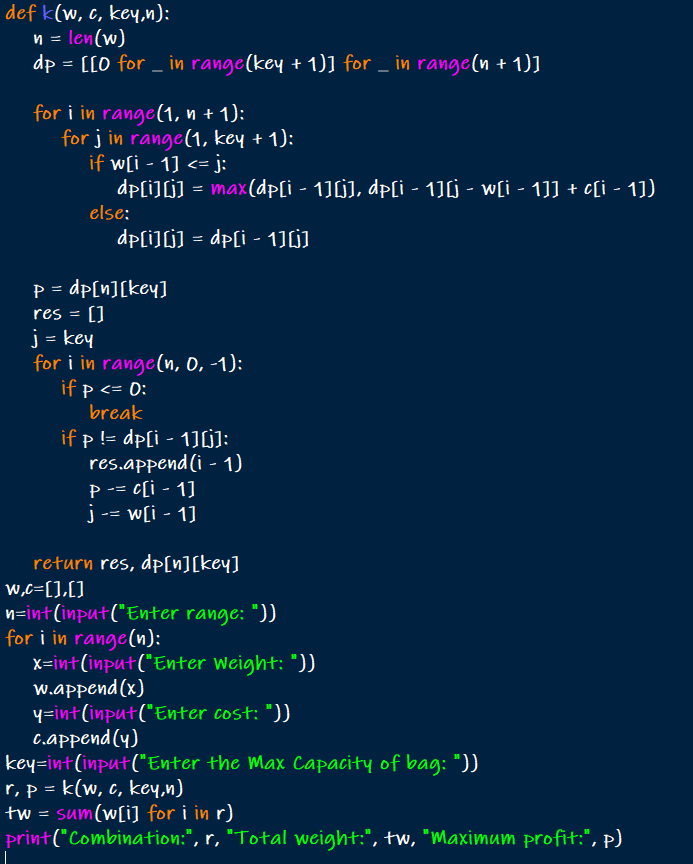 def k(w, c, key,n):
    n = len(w)
    dp = [[0 for _ in range(key + 1)] for _ in range(n + 1)]

    for i in range(1, n + 1):
        for j in range(1, key + 1):
            if w[i - 1] <= j:
                dp[i][j] = max(dp[i - 1][j], dp[i - 1][j - w[i - 1]] + c[i - 1])
            else:
                dp[i][j] = dp[i - 1][j]

    p = dp[n][key]
    res = []
    j = key
    for i in range(n, 0, -1):
        if p <= 0:
            break
        if p != dp[i - 1][j]:
            res.append(i - 1)
            p -= c[i - 1]
            j -= w[i - 1]

    return res, dp[n][key]
w,c=[],[]
n=int(input("Enter range: "))
for i in range(n):
    x=int(input("Enter Weight: "))
    w.append(x)
    y=int(input("Enter cost: "))
    c.append(y)
key=int(input("Enter the Max Capacity of bag: "))
r, p = k(w, c, key,n)
tw = sum(w[i] for i in r)
print("Combination:", r, "Total weight:", tw, "Maximum profit:", p)